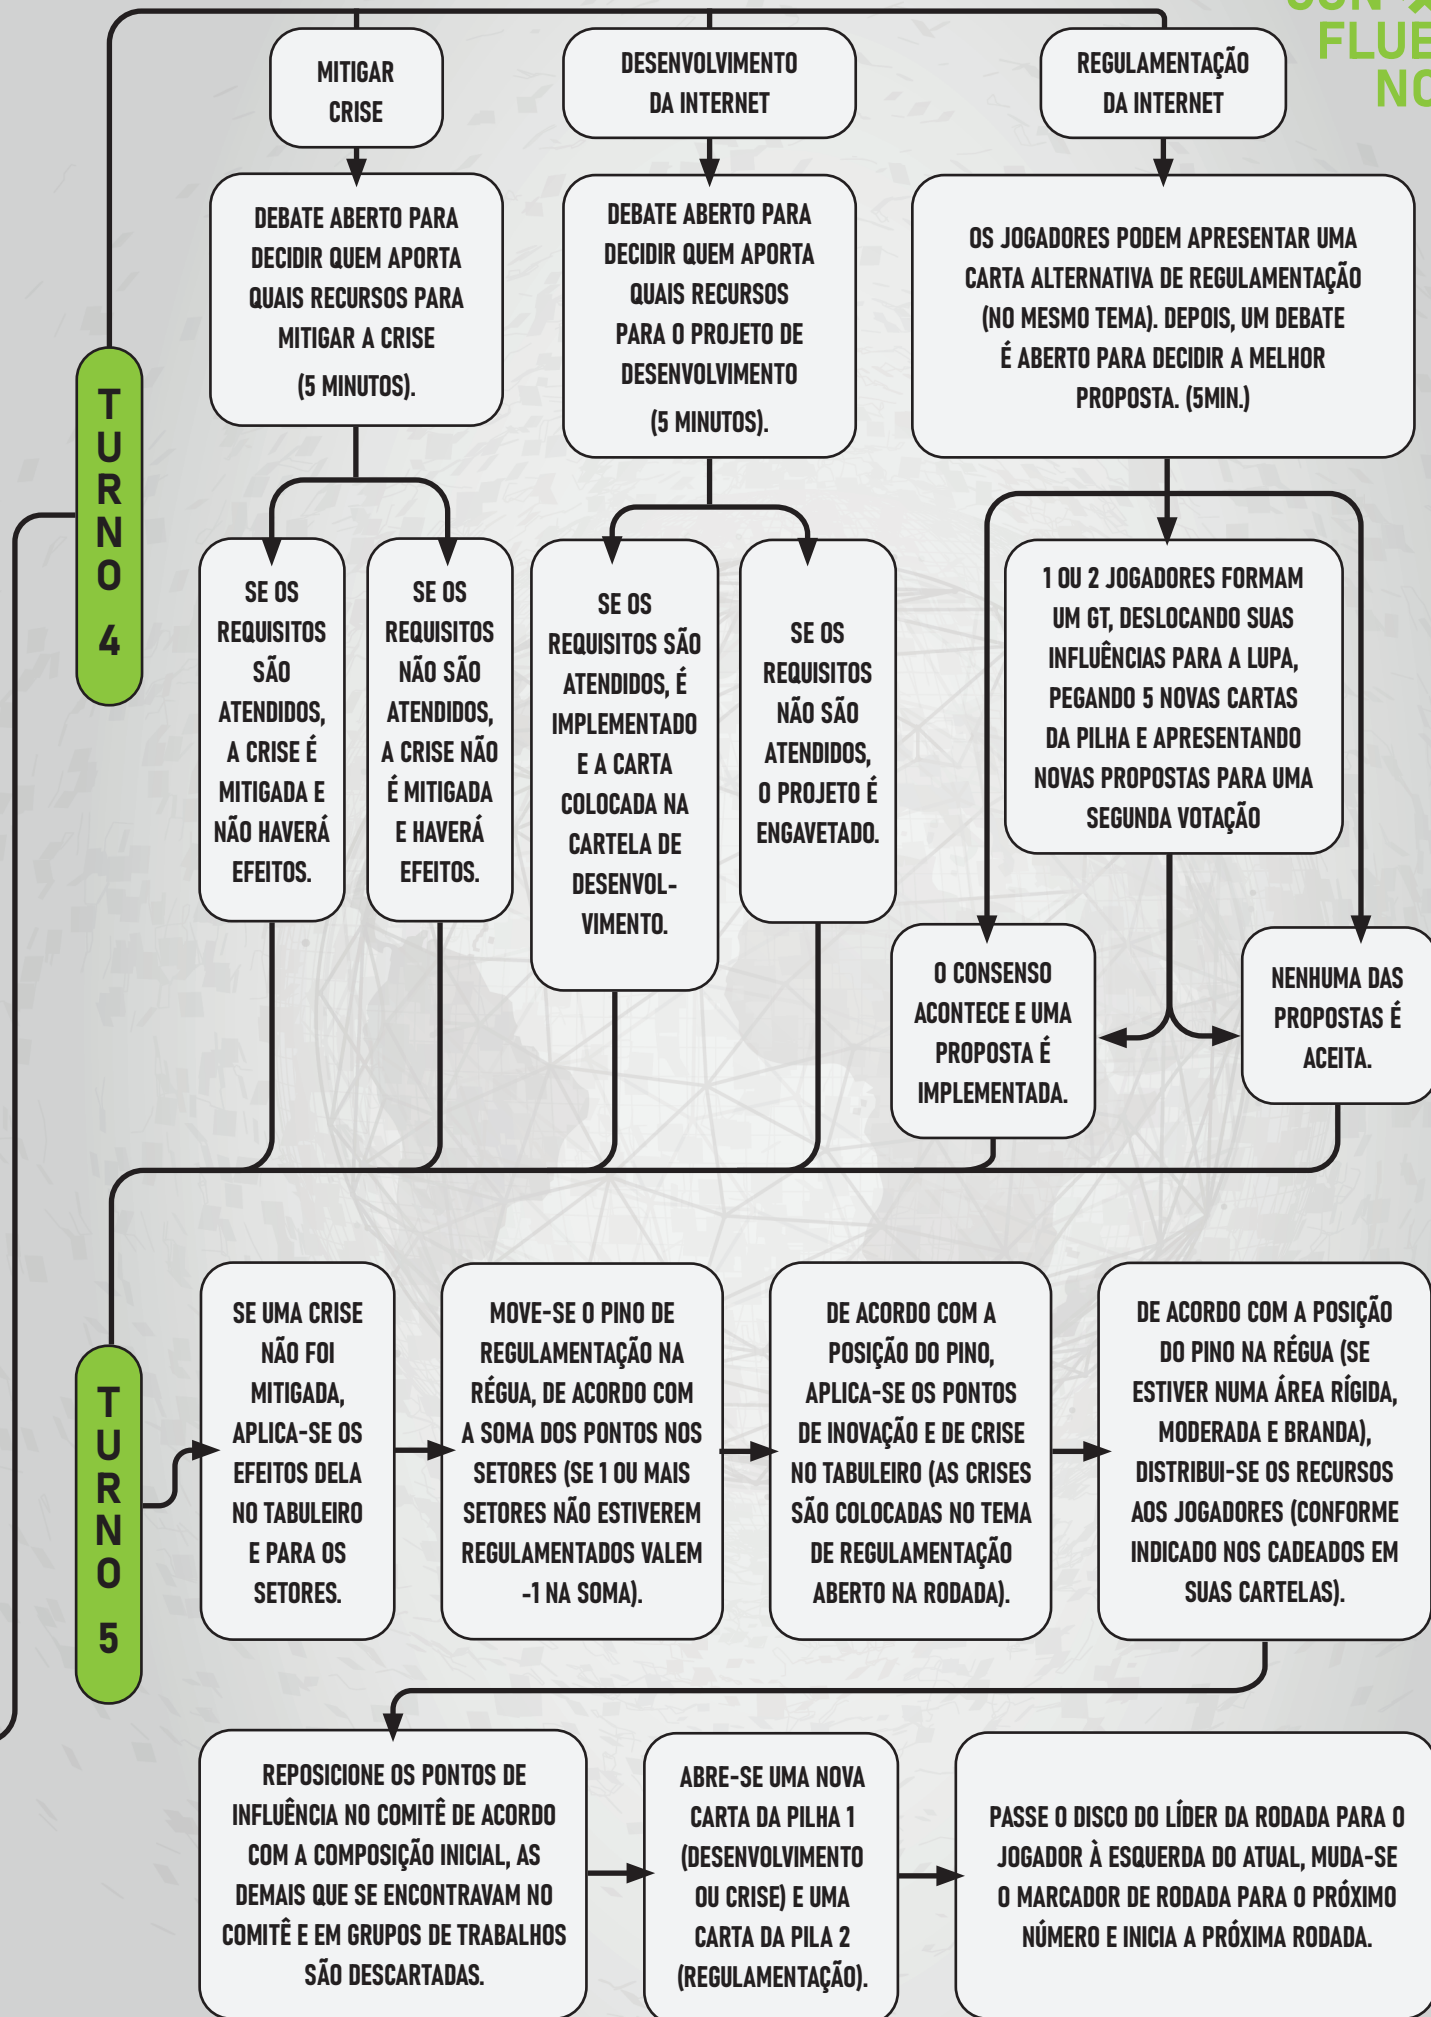 FLUE
NO
MITIGAR
CRISE
DESENVOLVIMENTO
DA INTERNET
REGULAMENTAÇÃO
DA INTERNET
DEBATE ABERTO PARA
DECIDIR QUEM APORTA
QUAIS RECURSOS PARA
MITIGAR A CRISE
(5 MINUTOS).
DEBATE ABERTO PARA
DECIDIR QUEM APORTA
QUAIS RECURSOS
PARA O PROJETO DE
DESENVOLVIMENTO
(5 MINUTOS).
OS JOGADORES PODEM APRESENTAR UMA
CARTA ALTERNATIVA DE REGULAMENTAÇÃO
(NO MESMO TEMA). DEPOIS, UM DEBATE
É ABERTO PARA DECIDIR A MELHOR
PROPOSTA. (5MIN.)
TURNO 4
SE OS
REQUISITOS
SÃO
ATENDIDOS,
A CRISE É
MITIGADA E
NÃO HAVERÁ
EFEITOS.
SE OS
REQUISITOS
NÃO SÃO
ATENDIDOS,
A CRISE NÃO
É MITIGADA
E HAVERÁ
EFEITOS.
SE OS
REQUISITOS SÃO
ATENDIDOS, É
IMPLEMENTADO
E A CARTA
COLOCADA NA
CARTELA DE
DESENVOL-
VIMENTO.
SE OS
REQUISITOS
NÃO SÃO
ATENDIDOS,
O PROJETO É
ENGAVETADO.
1 OU 2 JOGADORES FORMAM
UM GT, DESLOCANDO SUAS
INFLUÊNCIAS PARA A LUPA,
PEGANDO 5 NOVAS CARTAS
DA PILHA E APRESENTANDO
NOVAS PROPOSTAS PARA UMA
SEGUNDA VOTAÇÃO
O CONSENSO
ACONTECE E UMA
PROPOSTA É
IMPLEMENTADA.
NENHUMA DAS
PROPOSTAS É
ACEITA.
TURNO 5
SE UMA CRISE
NÃO FOI
MITIGADA,
APLICA-SE OS
EFEITOS DELA
NO TABULEIRO
E PARA OS
SETORES.
MOVE-SE O PINO DE
REGULAMENTAÇÃO NA
RÉGUA, DE ACORDO COM
A SOMA DOS PONTOS NOS
SETORES (SE 1 OU MAIS
SETORES NÃO ESTIVEREM
REGULAMENTADOS VALEM
-1 NA SOMA).
DE ACORDO COM A
POSIÇÃO DO PINO,
APLICA-SE OS PONTOS
DE INOVAÇÃO E DE CRISE
NO TABULEIRO (AS CRISES
SÃO COLOCADAS NO TEMA
DE REGULAMENTAÇÃO
ABERTO NA RODADA).
DE ACORDO COM A POSIÇÃO
DO PINO NA RÉGUA (SE
ESTIVER NUMA ÁREA RÍGIDA,
MODERADA E BRANDA),
DISTRIBUI-SE OS RECURSOS
AOS JOGADORES (CONFORME
INDICADO NOS CADEADOS EM
SUAS CARTELAS).
REPOSICIONE OS PONTOS DE
INFLUÊNCIA NO COMITÊ DE ACORDO
COM A COMPOSIÇÃO INICIAL, AS
DEMAIS QUE SE ENCONTRAVAM NO
COMITÊ E EM GRUPOS DE TRABALHOS
SÃO DESCARTADAS.
ABRE-SE UMA NOVA
CARTA DA PILHA 1
(DESENVOLVIMENTO
OU CRISE) E UMA
CARTA DA PILA 2
(REGULAMENTAÇÃO).
PASSE O DISCO DO LÍDER DA RODADA PARA O
JOGADOR À ESQUERDA DO ATUAL, MUDA-SE
O MARCADOR DE RODADA PARA O PRÓXIMO
NÚMERO E INICIA A PRÓXIMA RODADA.